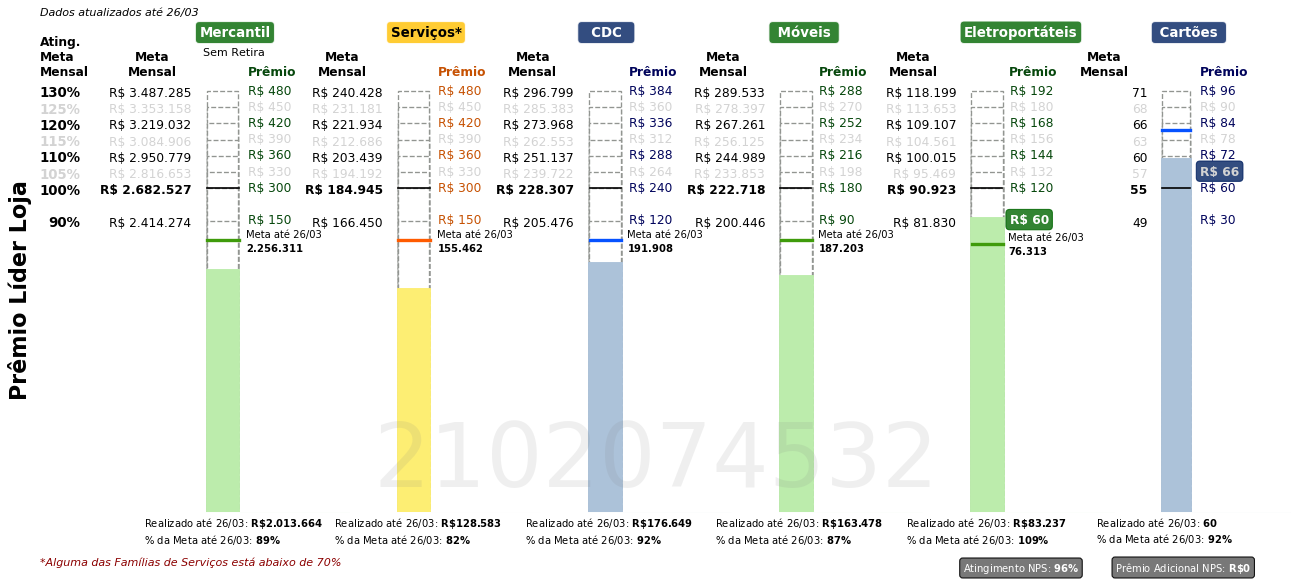 Dados atualizados até 26/03
Mercantil Serviços* CDC Móveis Eletroportáteis Cartões
Sem Retira
Ating. Meta Mensal
Meta Mensal Prêmio Meta Mensal Prêmio Meta Mensal Prêmio Meta Mensal Prêmio Meta Mensal Prêmio Meta Mensal Prêmio
130% R$ 3.487.285 R$ 480 R$ 240.428 R$ 480 R$ 296.799 R$ 384 R$ 289.533 R$ 288 R$ 118.199 R$ 192 71 R$ 96
125% R$ 3.353.158 R$ 450 R$ 231.181 R$ 450 R$ 285.383 R$ 360 R$ 278.397 R$ 270 R$ 113.653 R$ 180 68 R$ 90
120% R$ 3.219.032 R$ 420 R$ 221.934 R$ 420 R$ 273.968 R$ 336 R$ 267.261 R$ 252 R$ 109.107 R$ 168 66 R$ 84
115% R$ 3.084.906 R$ 390 R$ 212.686 R$ 390 R$ 262.553 R$ 312 R$ 256.125 R$ 234 R$ 104.561 R$ 156 63 R$ 78
110% R$ 2.950.779 R$ 360 R$ 203.439 R$ 360 R$ 251.137 R$ 288 R$ 244.989 R$ 216 R$ 100.015 R$ 144 60 R$ 72
105% R$ 2.816.653 R$ 330 R$ 194.192 R$ 330 R$ 239.722 R$ 264 R$ 233.853 R$ 198 R$ 95.469 R$ 132 57 R$ 66
100% R$ 2.682.527 R$ 300 R$ 184.945 R$ 300 R$ 228.307 R$ 240 R$ 222.718 R$ 180 R$ 90.923 R$ 120 55 R$ 60
90% R$ 2.414.274 R$ 150 R$ 166.450 R$ 150 R$ 205.476 R$ 120 R$ 200.446 R$ 90 R$ 81.830 R$ 60 49 R$ 30
Meta até 26/03 Meta até 26/03 Meta até 26/03 Meta até 26/03 Meta até 26/03
2.256.311 155.462 191.908 187.203 76.313
Prêmio Líder Loja
2102074532
Realizado até 26/03: R$2.013.664 Realizado até 26/03: R$128.583 Realizado até 26/03: R$176.649 Realizado até 26/03: R$163.478 Realizado até 26/03: R$83.237 Realizado até 26/03: 60
% da Meta até 26/03: 89% % da Meta até 26/03: 82% % da Meta até 26/03: 92% % da Meta até 26/03: 87% % da Meta até 26/03: 109% % da Meta até 26/03: 92%
*Alguma das Famílias de Serviços está abaixo de 70%
Atingimento NPS: 96% Prêmio Adicional NPS: R$0